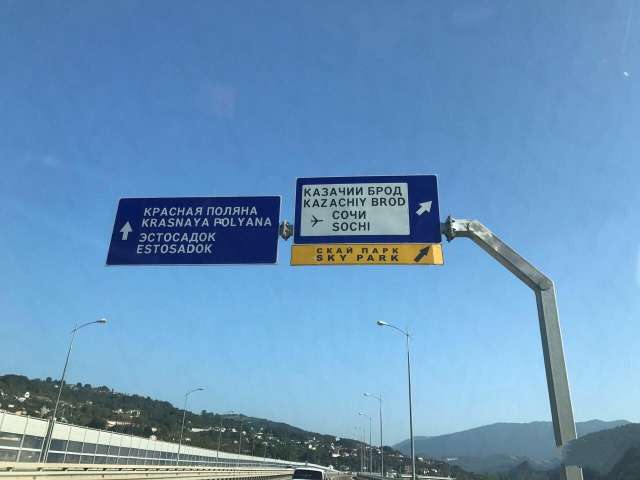 КРАСНАЯ ПОЛЯНА
KRASNAYA POLYANA
ЭСТОСАДОК
ESTOSADOK
КАЗАЧИЙ БРОД
KAZACHIY BROD
СОЧИ
SOCHI
СКАЙ ПАРК
SKY PARK